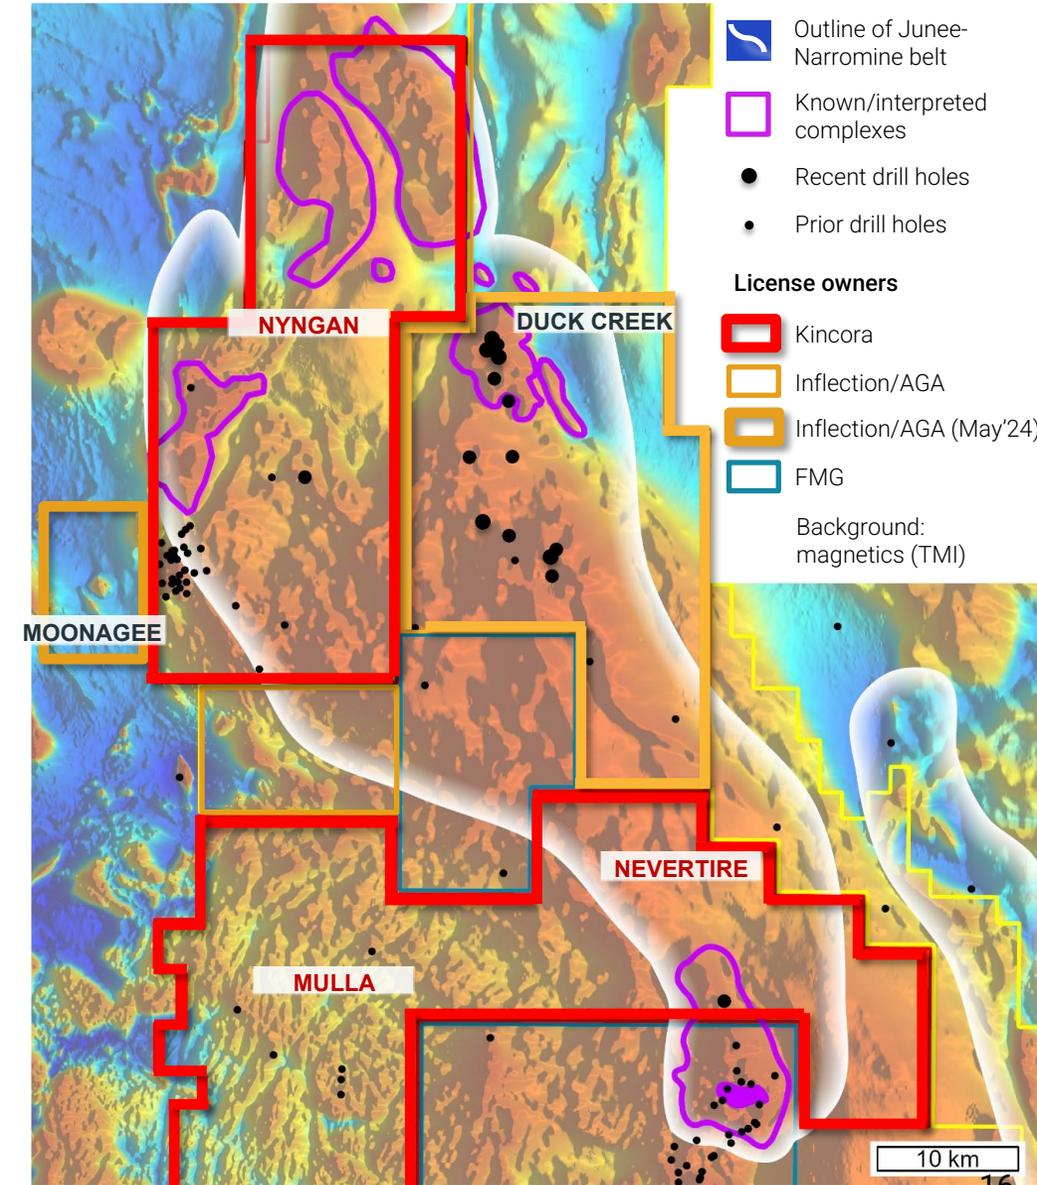 Outline of Junee-
Narromine belt
Known/interpreted
complexes
Recent drill holes
Prior drill holes
License owners
Kincora
Inflection/AGA
Inflection/AGA (May'24)
FMG
Background:
magnetics (TMI)
NYNGAN
DUCK CREEK
MOONAGEE
NEVERTIRE
MULLA
10 km
16